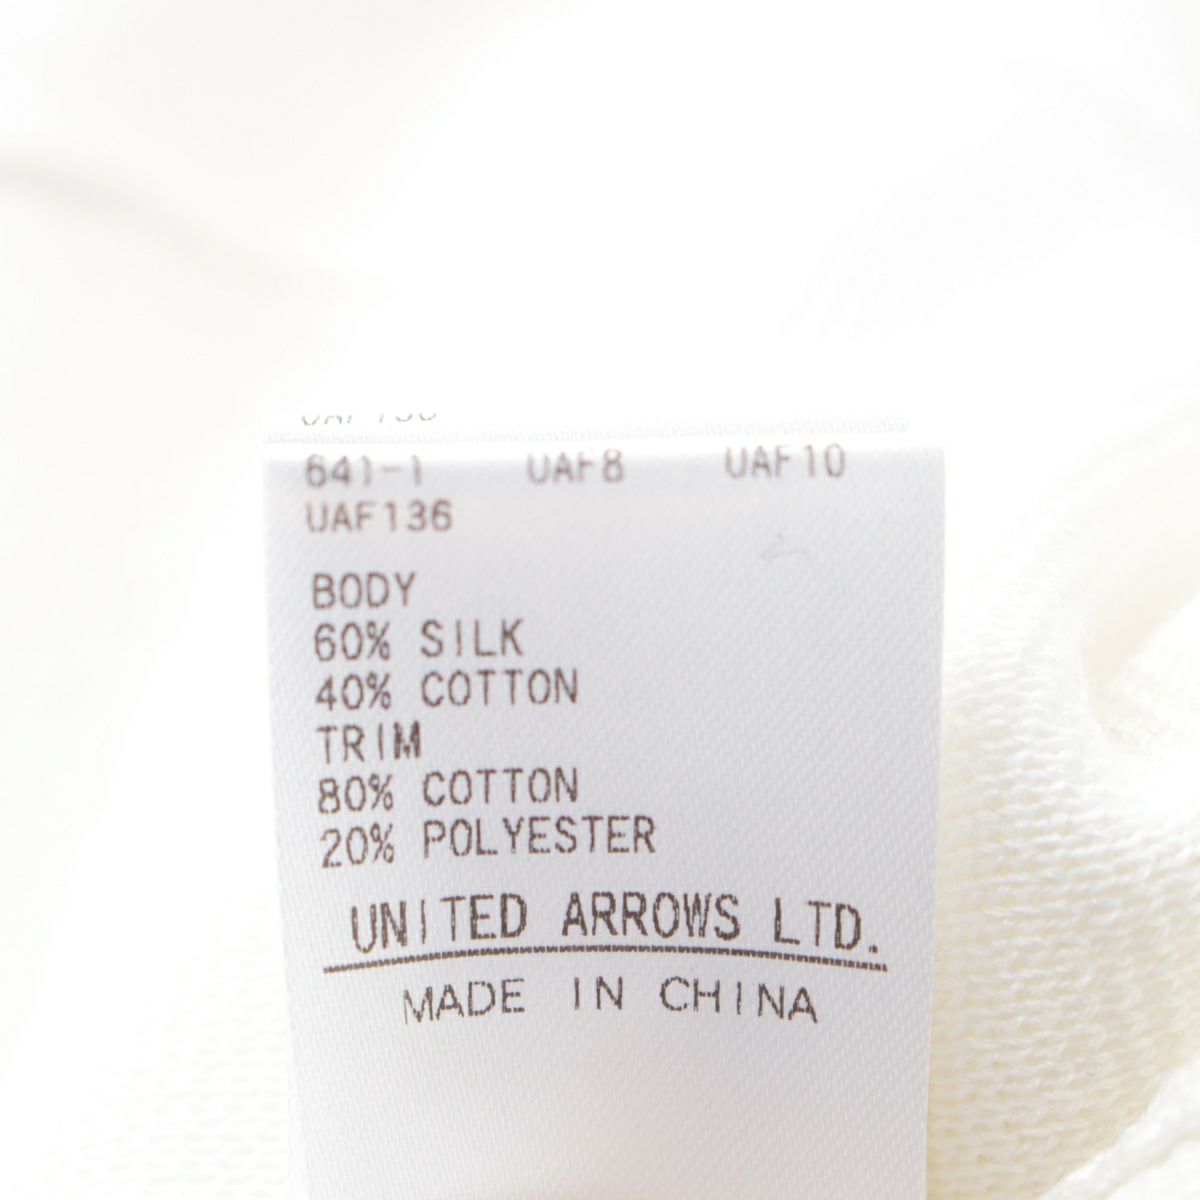 641-1 UAF8 UAF10
UAF136
BODY
60% SILK
40% COTTON
TRIM
80% COTTON
20% POLYESTER
UNITED ARROWS LTD.
MADE IN CHINA